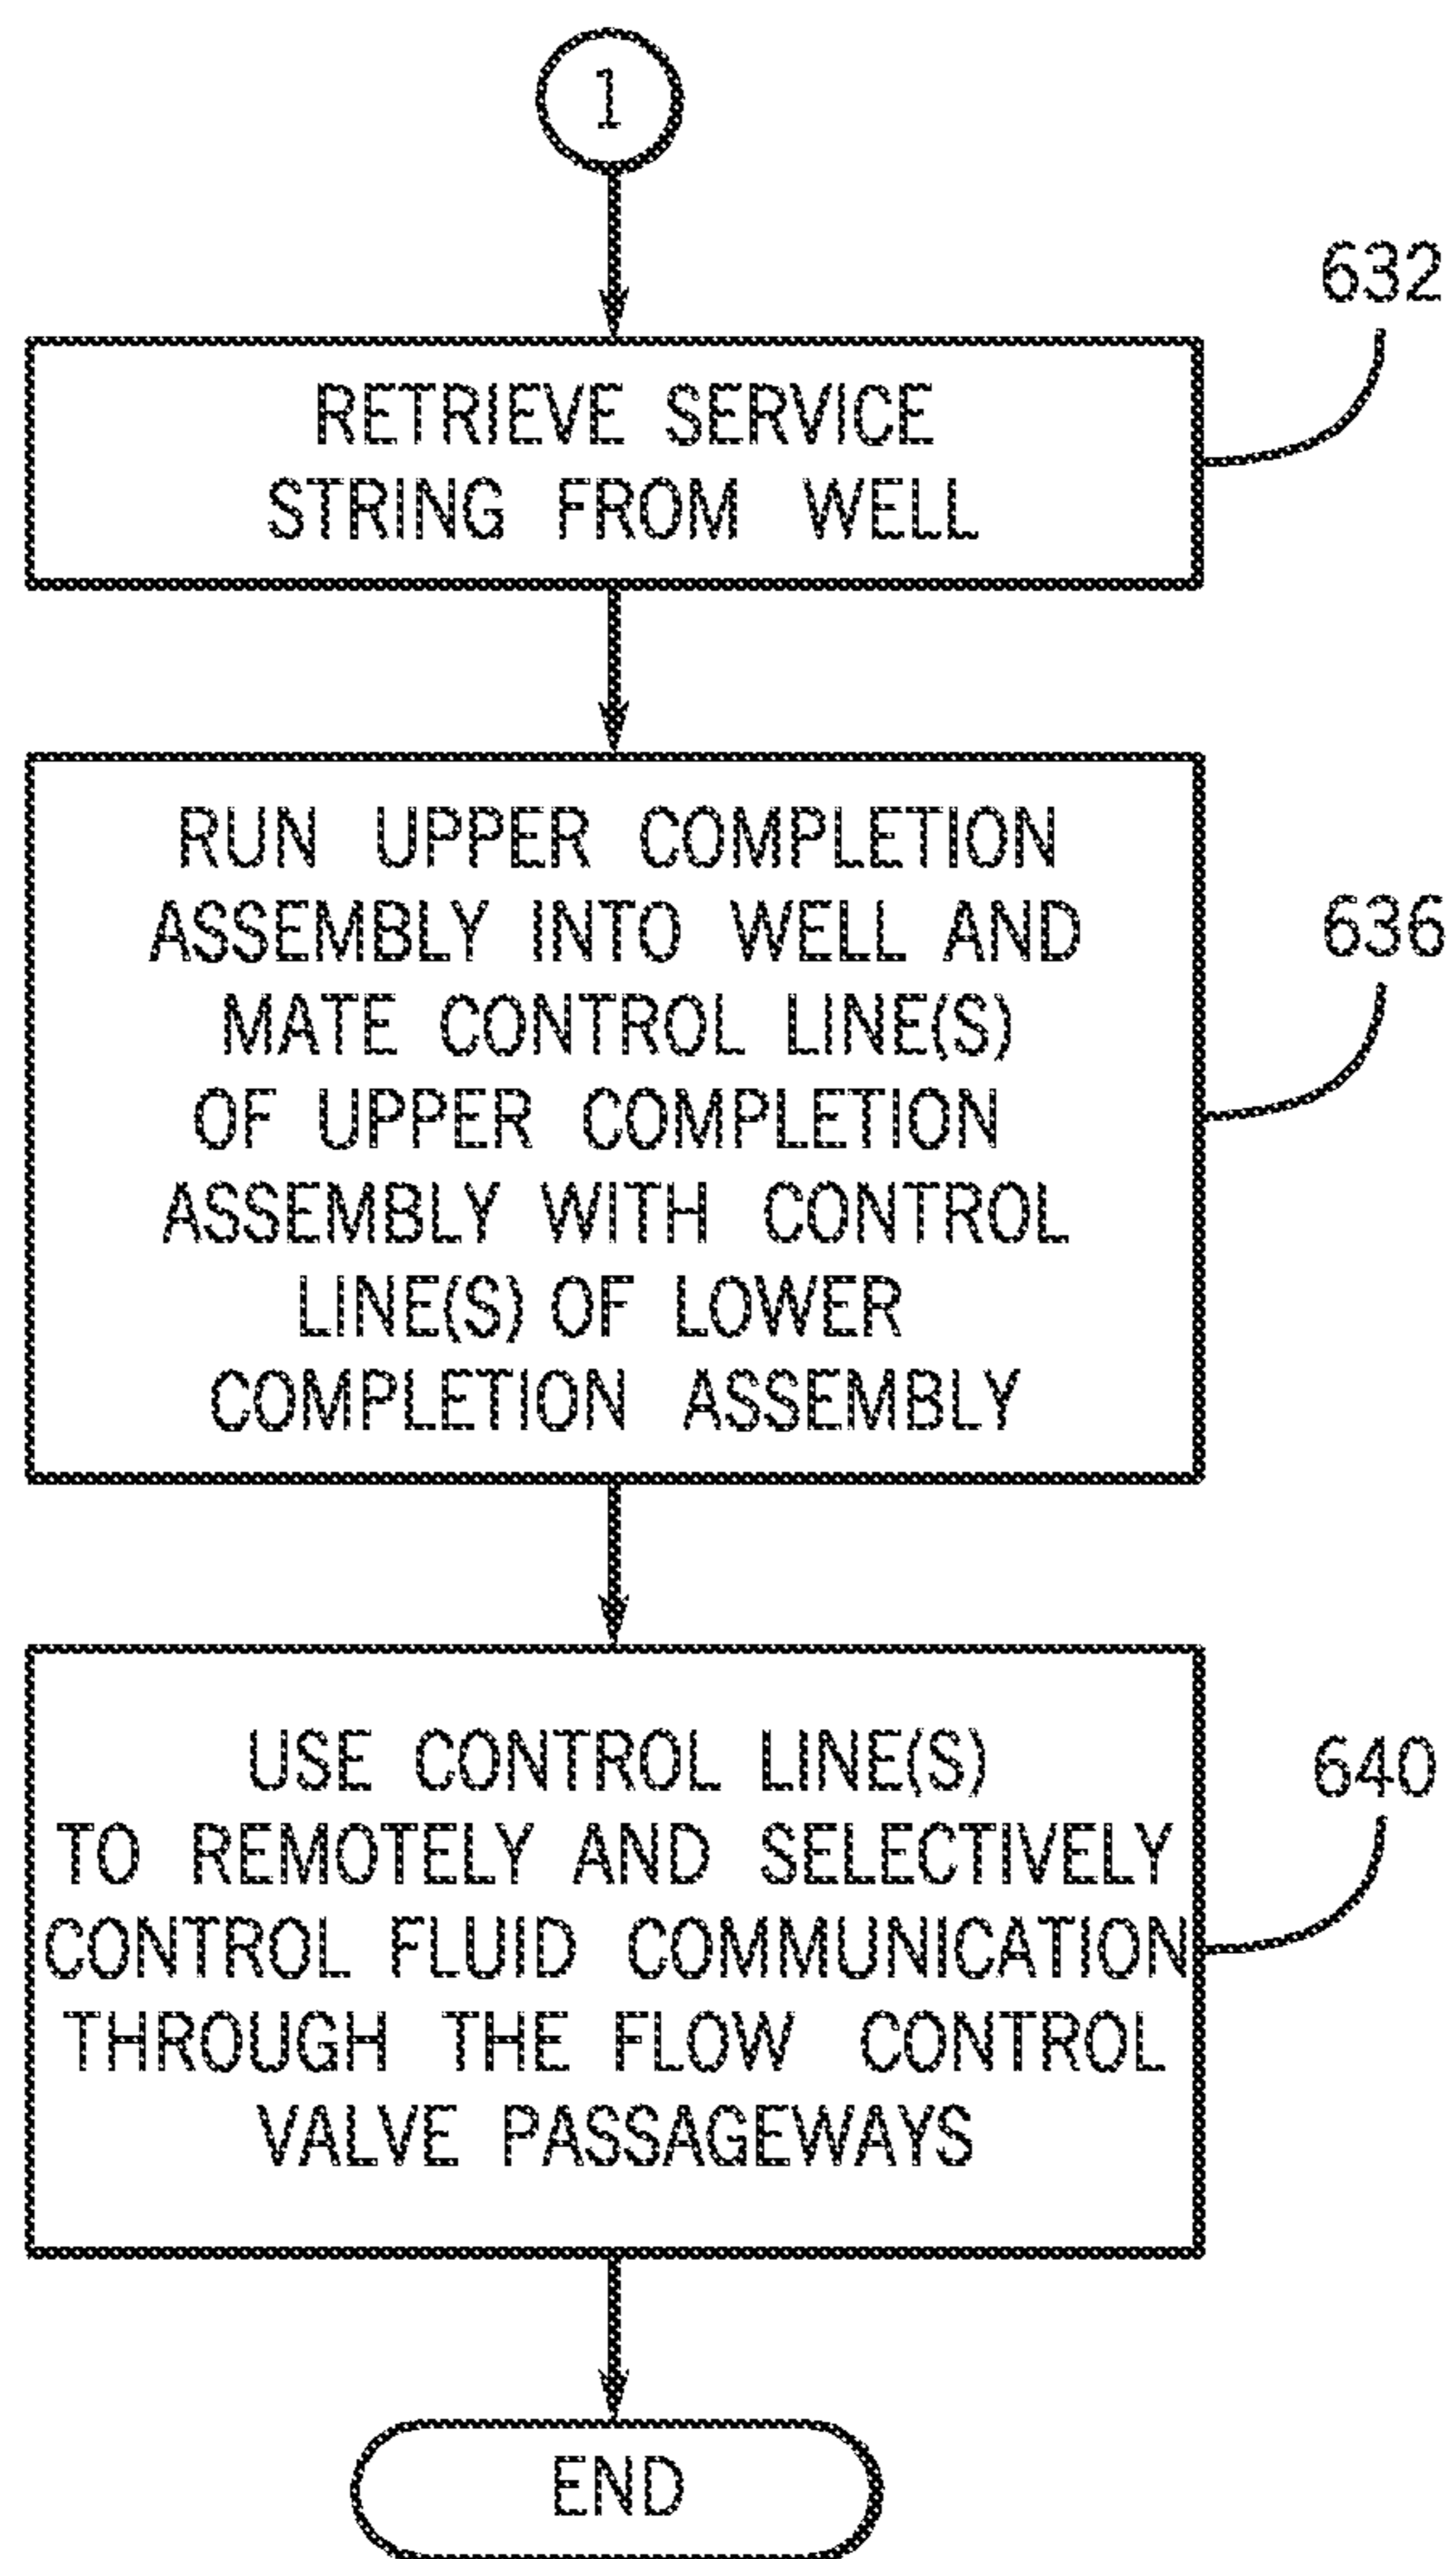 1
632
RETRIEVE SERVICE
STRING FROM WELL
RUN UPPER COMPLETION
ASSEMBLY INTO WELL AND
MATE CONTROL LINE(S)
OF UPPER COMPLETION
ASSEMBLY WITH CONTROL
LINE(S) OF LOWER
COMPLETION ASSEMBLY
636
USE CONTROL LINE(S)
TO REMOTELY AND SELECTIVELY
CONTROL FLUID COMMUNICATION
THROUGH THE FLOW CONTROL
VALVE PASSAGEWAYS
640
END